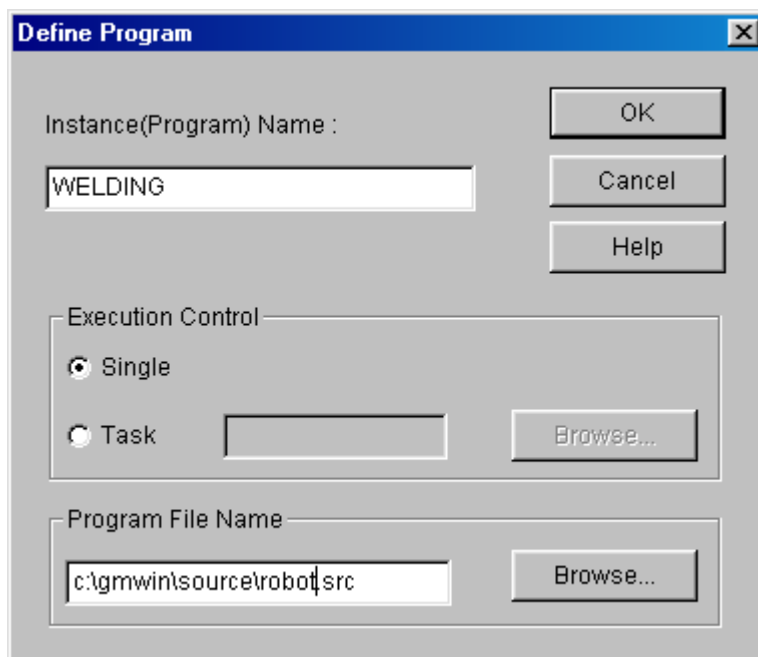 Define Program
Instance(Program) Name :
OK
WELDING
Cancel
Help
Execution Control
Single
Task
Browse...
Program File Name
c:\gmwin\source\robot.src
Browse...